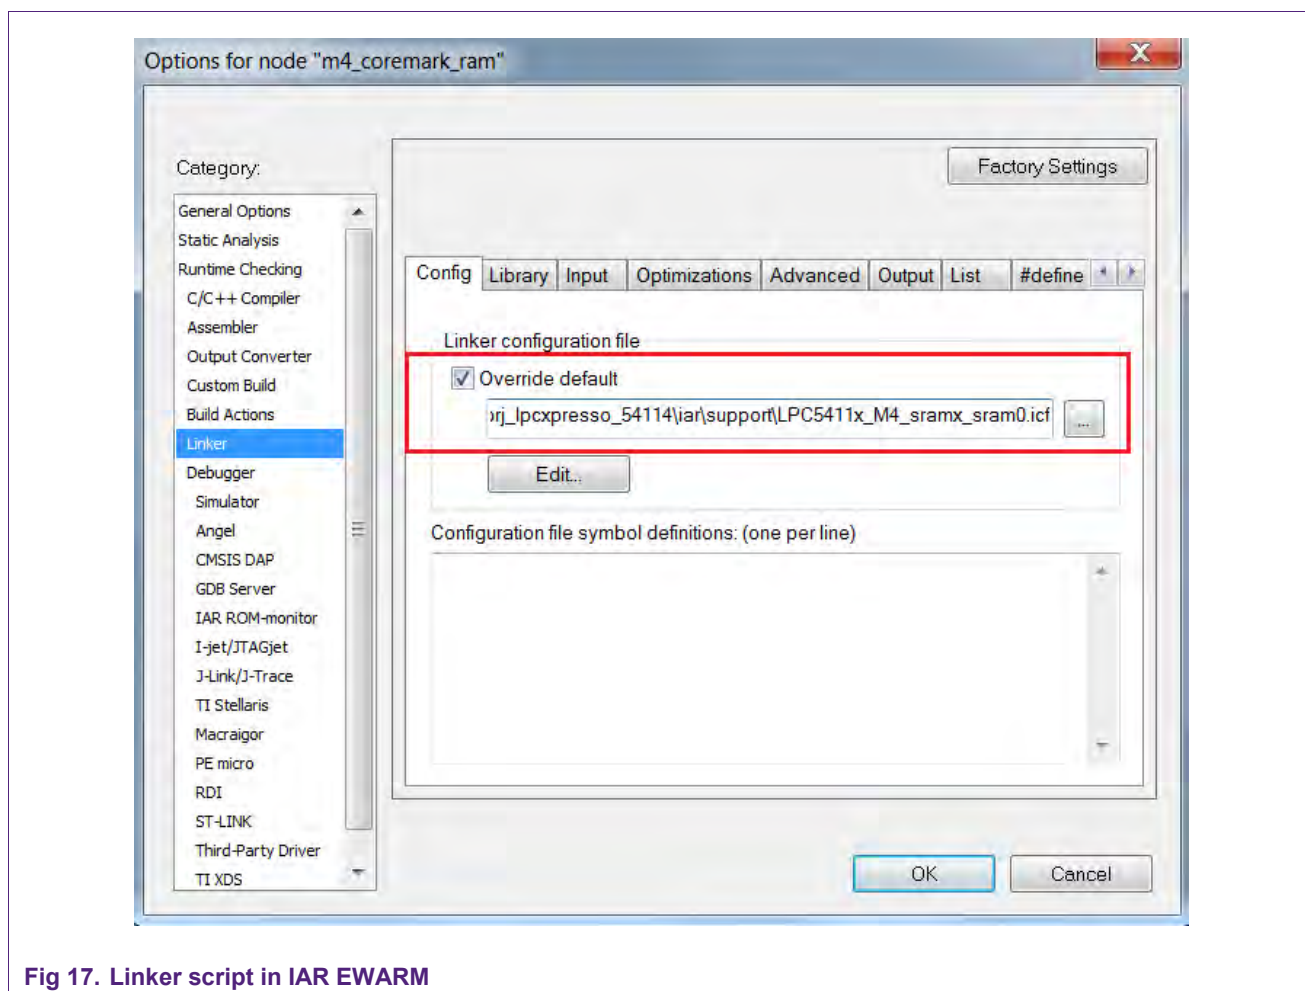 Options for node "m4_coremark_ram"
X
Category:
Factory Settings
General Options
Static Analysis
Runtime Checking
C/C++ Compiler
Assembler
Output Converter
Custom Build
Build Actions
Linker
Debugger
Simulator
Angel
CMSIS DAP
GDB Server
IAR ROM-monitor
I-jet/JTAGjet
J-Link/J-Trace
TI Stellaris
Macraigor
PE micro
RDI
ST-LINK
Third-Party Driver
TI XDS
Config Library Input Optimizations Advanced Output List #define
Linker configuration file
Override default
rj_lpcxpresso_54114\iar\support\LPC5411x_M4_sramx_sram0.icf ...
Edit...
Configuration file symbol definitions: (one per line)
OK Cancel
Fig 17. Linker script in IAR EWARM